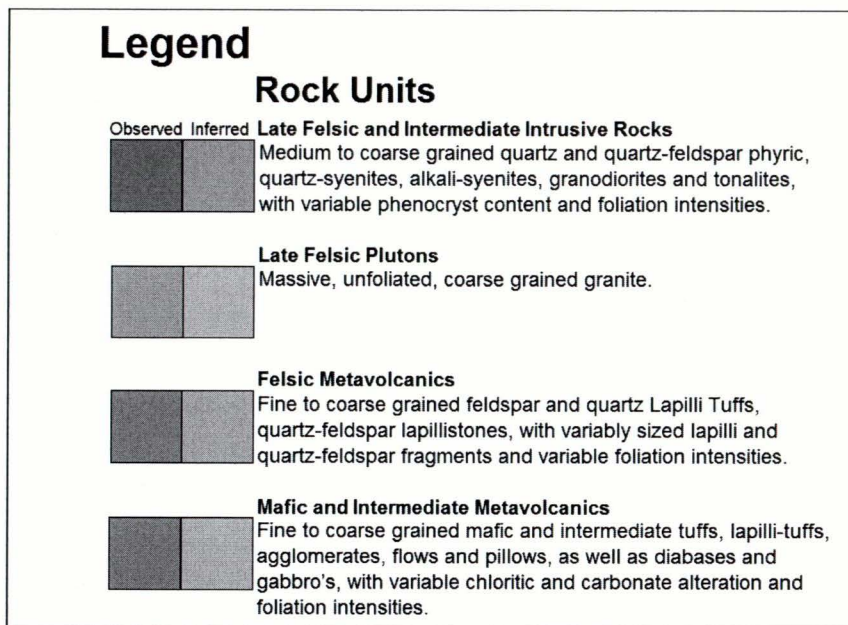 Legend
Rock Units
Observed Inferred Late Felsic and Intermediate Intrusive Rocks
Medium to coarse grained quartz and quartz-feldspar phyric,
quartz-syenites, alkali-syenites, granodiorites and tonalites,
with variable phenocryst content and foliation intensities.
Late Felsic Plutons
Massive, unfoliated, coarse grained granite.
Felsic Metavolcanics
Fine to coarse grained feldspar and quartz Lapilli Tuffs,
quartz-feldspar lapillistones, with variably sized lapilli and
quartz-feldspar fragments and variable foliation intensities.
Mafic and Intermediate Metavolcanics
Fine to coarse grained mafic and intermediate tuffs, lapilli-tuffs,
agglomerates, flows and pillows, as well as diabases and
gabbro's, with variable chloritic and carbonate alteration and
foliation intensities.